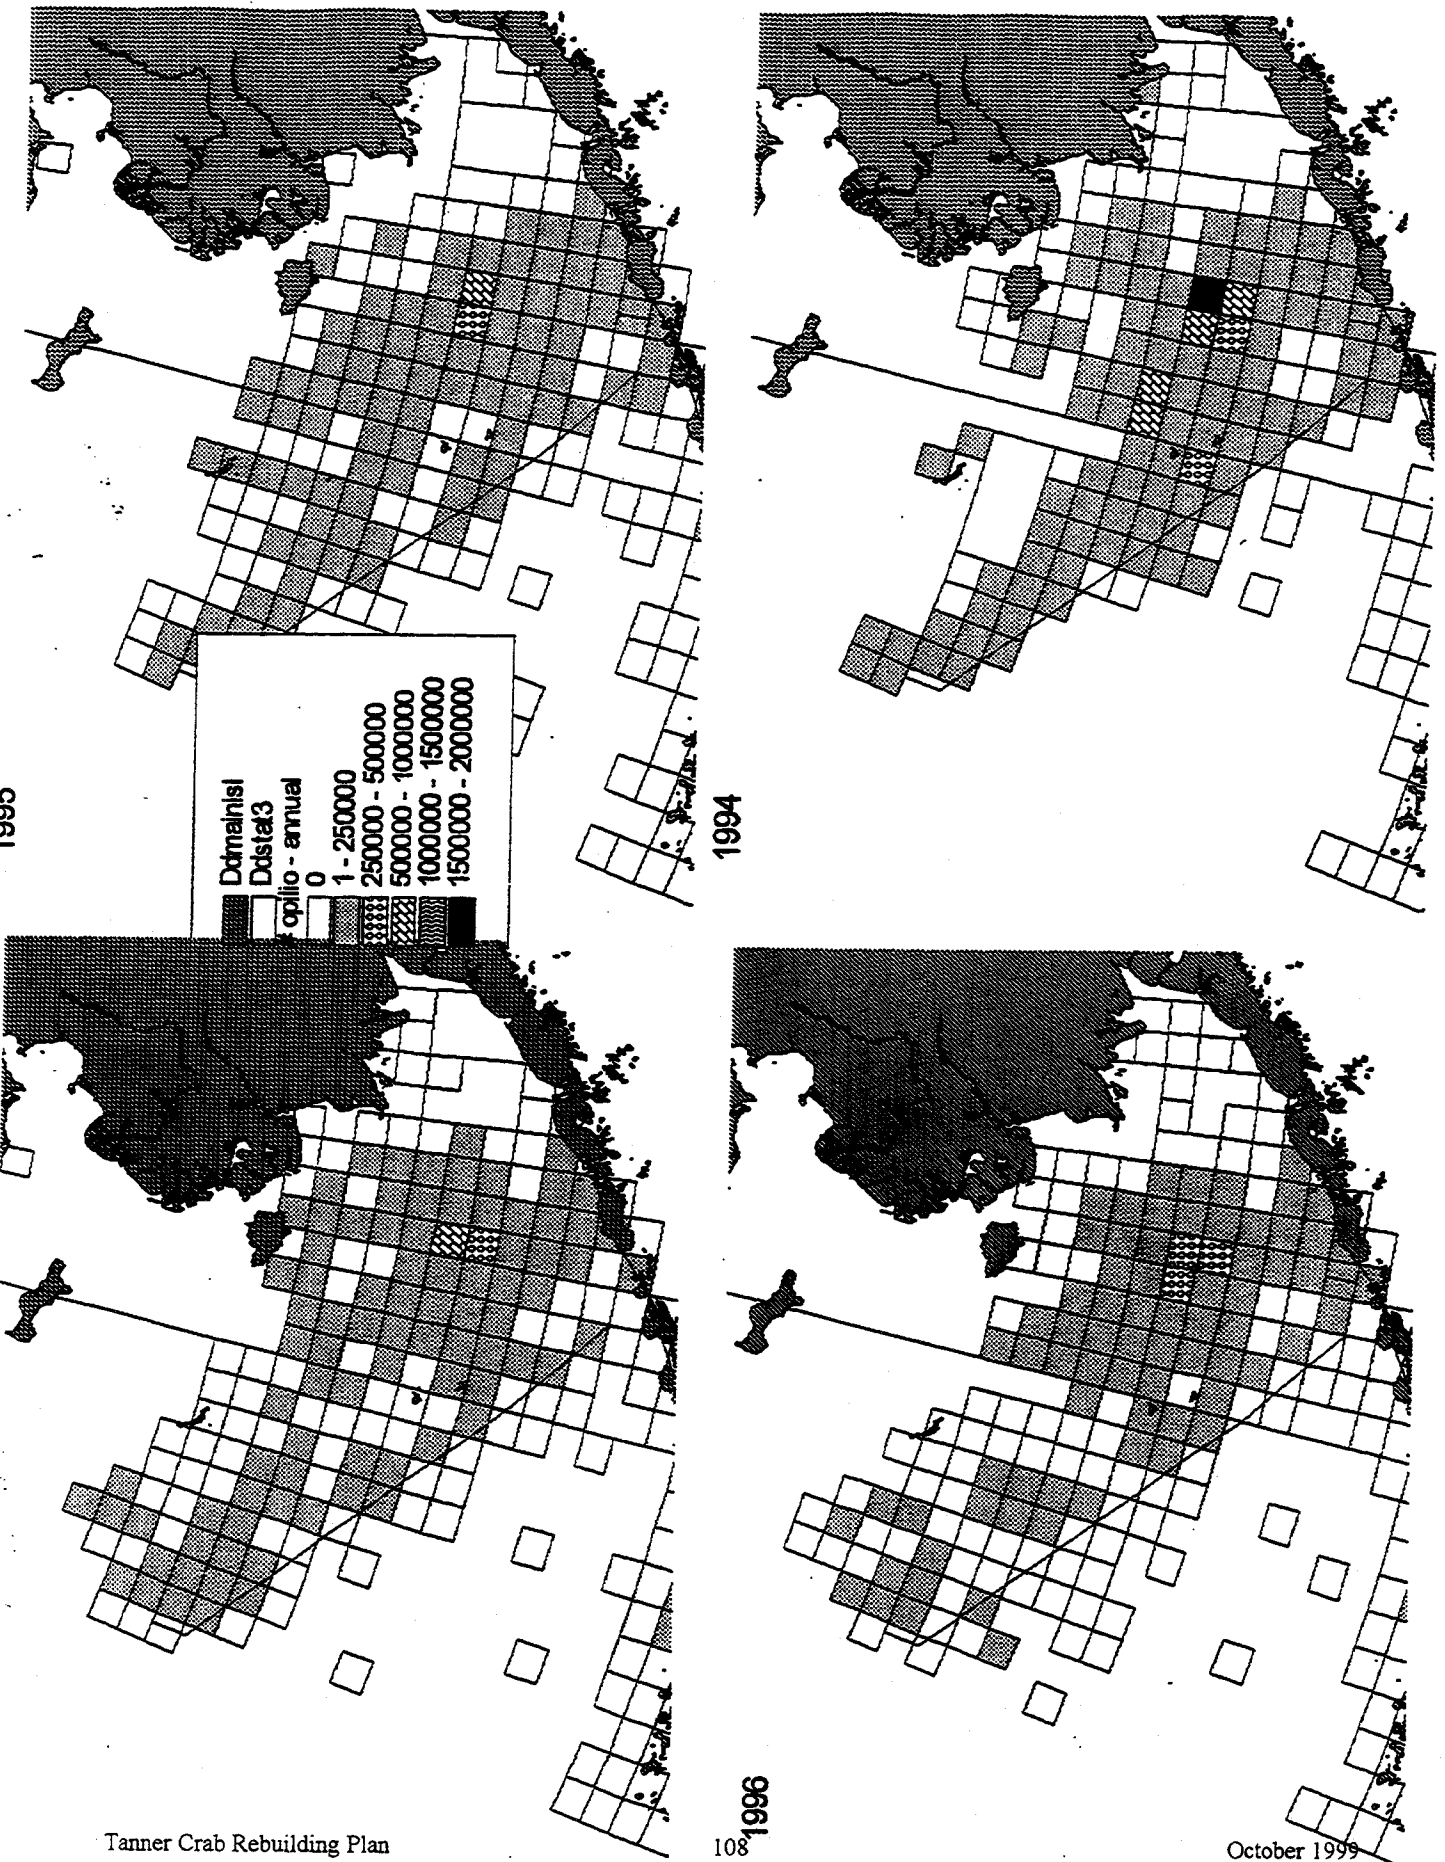 1995
Ddmainisl
Ddstat3
# opilio - annual
0
1 - 250000
250000 - 500000
500000 - 1000000
1000000 - 1500000
1500000 - 2000000
1994
1996
Tanner Crab Rebuilding Plan
108
October 1999